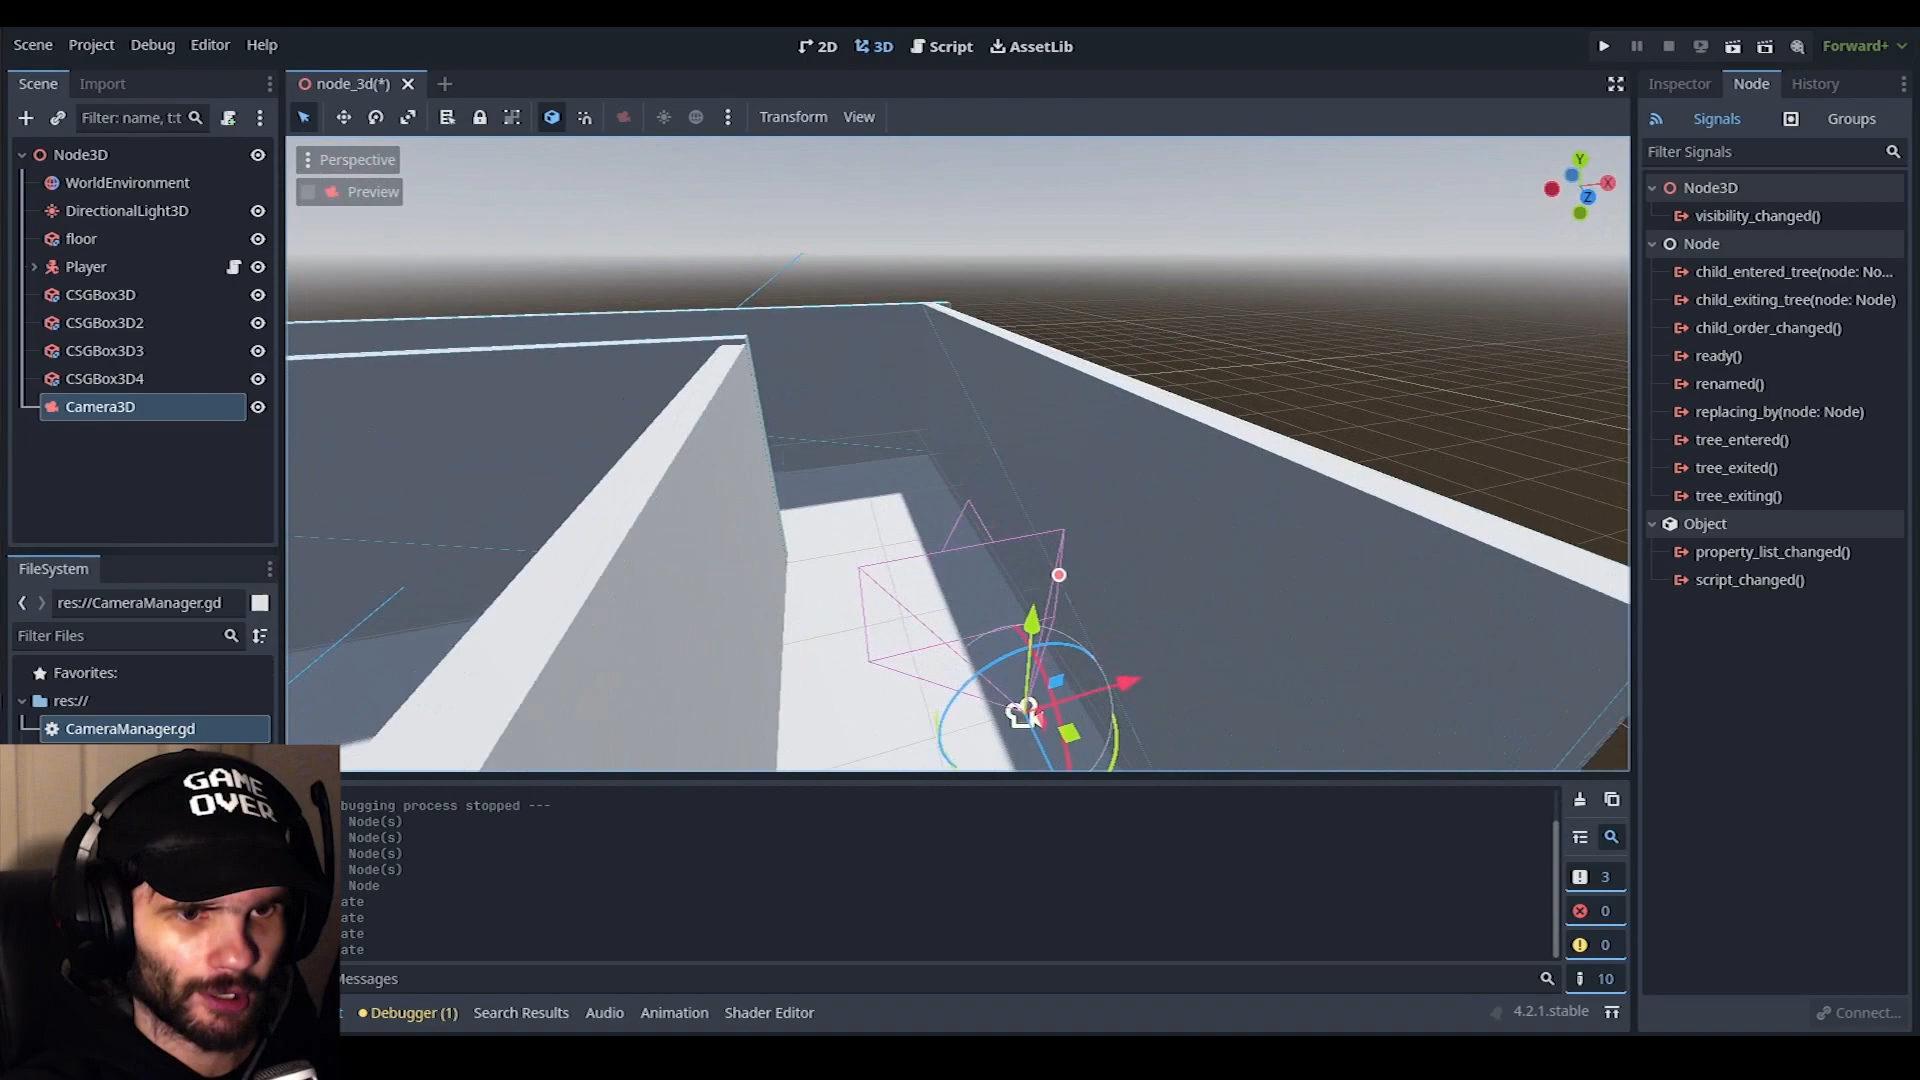 Scene Project Debug Editor Help
2D 3D Script AssetLib
Forward+
Scene Import
Filter: name, t:t
Node3D
WorldEnvironment
DirectionalLight3D
floor
Player
CSGBox3D
CSGBox3D2
CSGBox3D3
CSGBox3D4
Camera3D
FileSystem
res://CameraManager.gd
Filter Files
Favorites:
res://
CameraManager.gd
node_3d(*)
Transform View
Perspective
Preview
Y
X
Z
GAME
OVER
bugging process stopped ---
Node(s)
Node(s)
Node(s)
Node(s)
Node
ate
ate
ate
ate
Messages
3
0
0
10
Debugger (1) Search Results Audio Animation Shader Editor
4.2.1.stable
Inspector Node History
Signals Groups
Filter Signals
Node3D
visibility_changed()
Node
child_entered_tree(node: No...
child_exiting_tree(node: Node)
child_order_changed()
ready()
renamed()
replacing_by(node: Node)
tree_entered()
tree_exited()
tree_exiting()
Object
property_list_changed()
script_changed()
Connect...